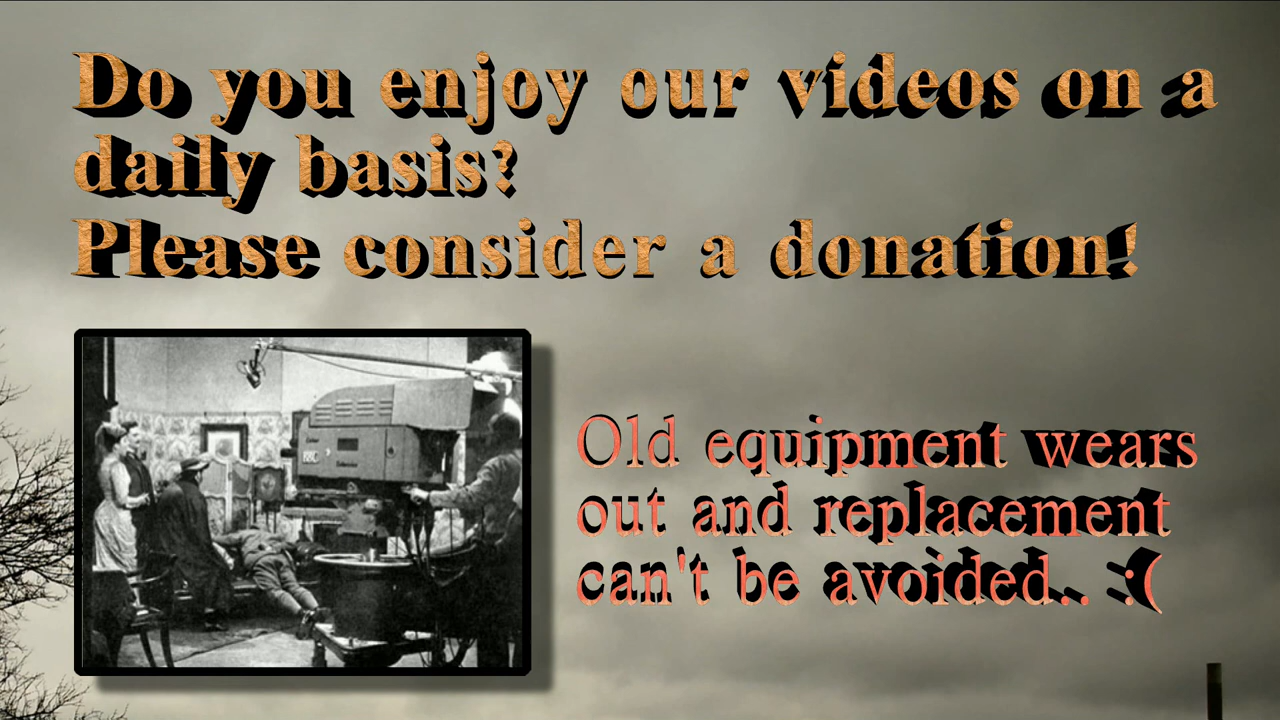 Do you enjoy our videos on a
daily basis?
Please consider a donation!
Old equipment wears
out and replacement
can't be avoided.. :(